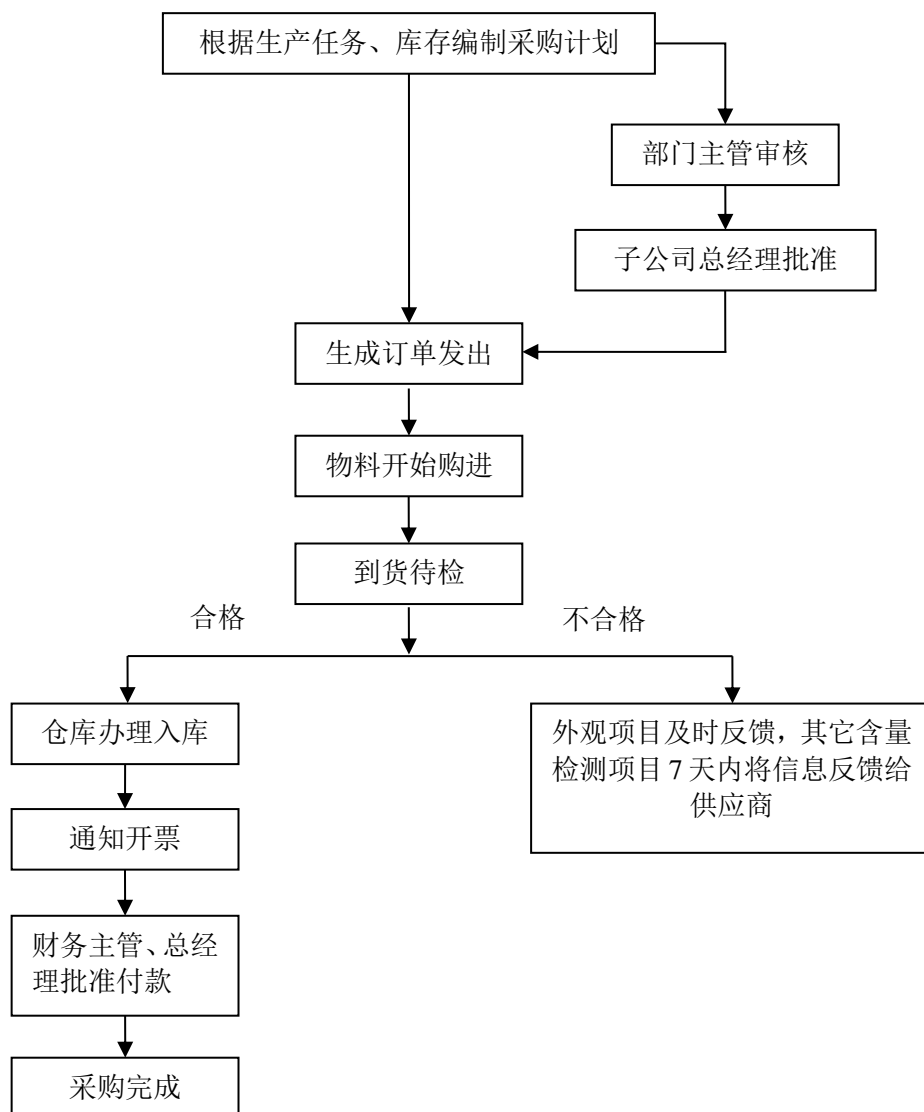 根据生产任务、库存编制采购计划
部门主管审核
子公司总经理批准
生成订单发出
物料开始购进
到货待检
合格
不合格
仓库办理入库
外观项目及时反馈，其它含量
检测项目 7 天内将信息反馈给
供应商
通知开票
财务主管、总经
理批准付款
采购完成